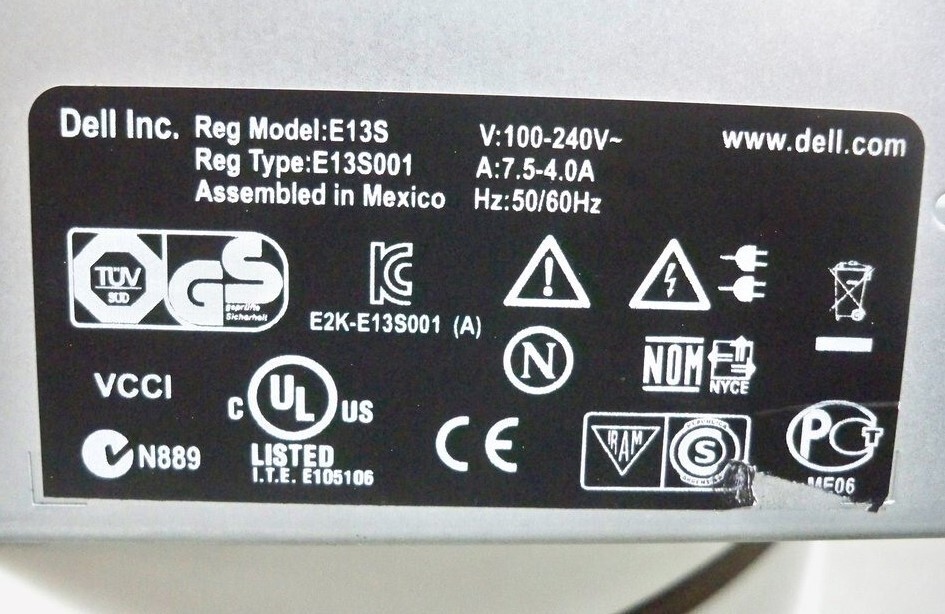 Dell Inc.
Reg Model:E13S
Reg Type:E13S001
Assembled in Mexico
V:100-240V~
A:7.5-4.0A
Hz:50/60Hz
www.dell.com
TÜV
SÜD
GS
geprüfte
Sicherheit
E2K-E13S001 (A)
N
NOM
NYCE
VCCI
C UL US
LISTED
I.T.E. E105106
N889
CE
IRAM
S
ME06